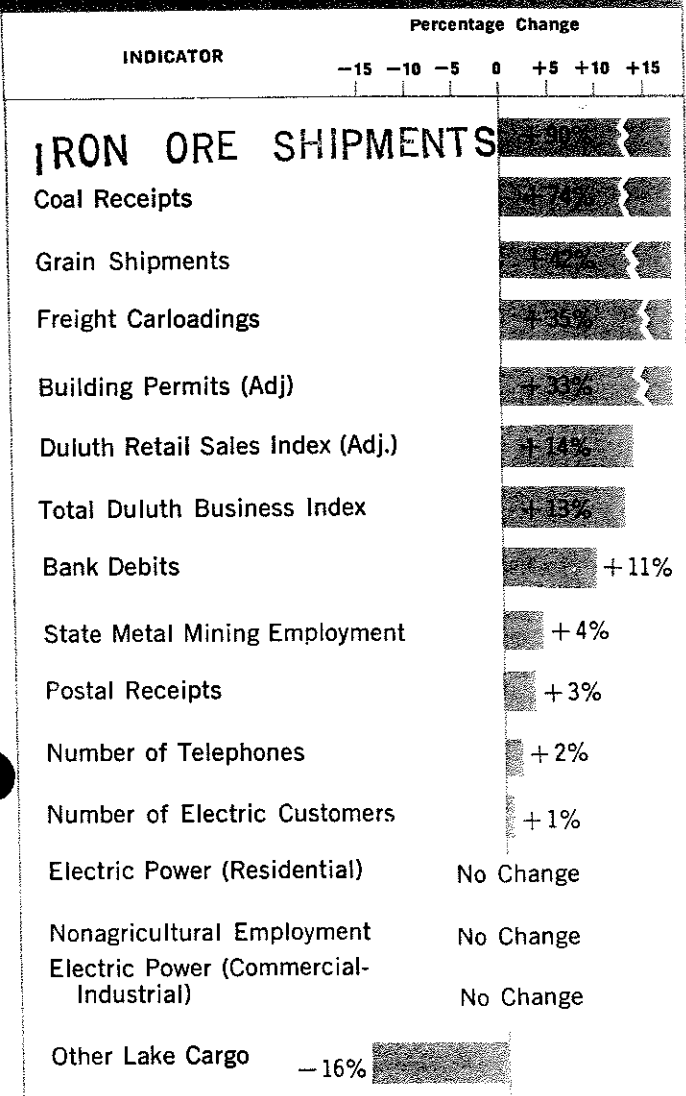 Percentage Change
INDICATOR
−15 −10 −5 0 +5 +10 +15
IRON ORE SHIPMENTS +90%
Coal Receipts +74%
Grain Shipments +42%
Freight Carloadings +35%
Building Permits (Adj) +33%
Duluth Retail Sales Index (Adj.) +14%
Total Duluth Business Index +13%
Bank Debits +11%
State Metal Mining Employment +4%
Postal Receipts +3%
Number of Telephones +2%
Number of Electric Customers +1%
Electric Power (Residential) No Change
Nonagricultural Employment No Change
Electric Power (Commercial-
Industrial) No Change
Other Lake Cargo −16%